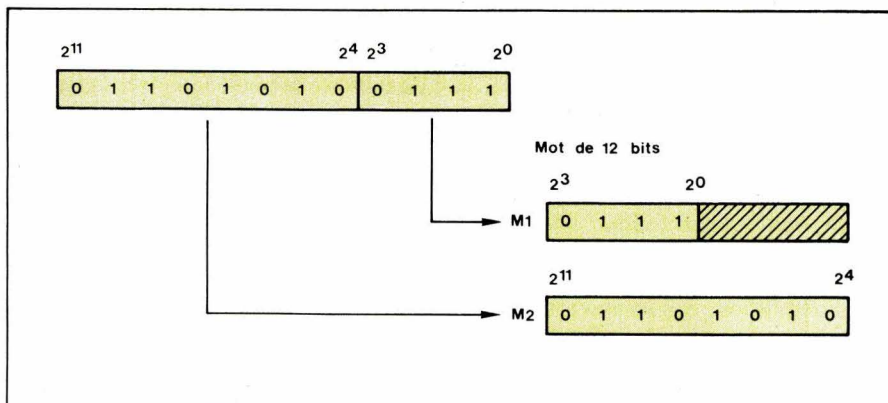 2¹¹ 2⁴ 2³ 2⁰
0 1 1 0 1 0 1 0 0 1 1 1
Mot de 12 bits
2³ 2⁰
M1 0 1 1 1
2¹¹ 2⁴
M2 0 1 1 0 1 0 1 0